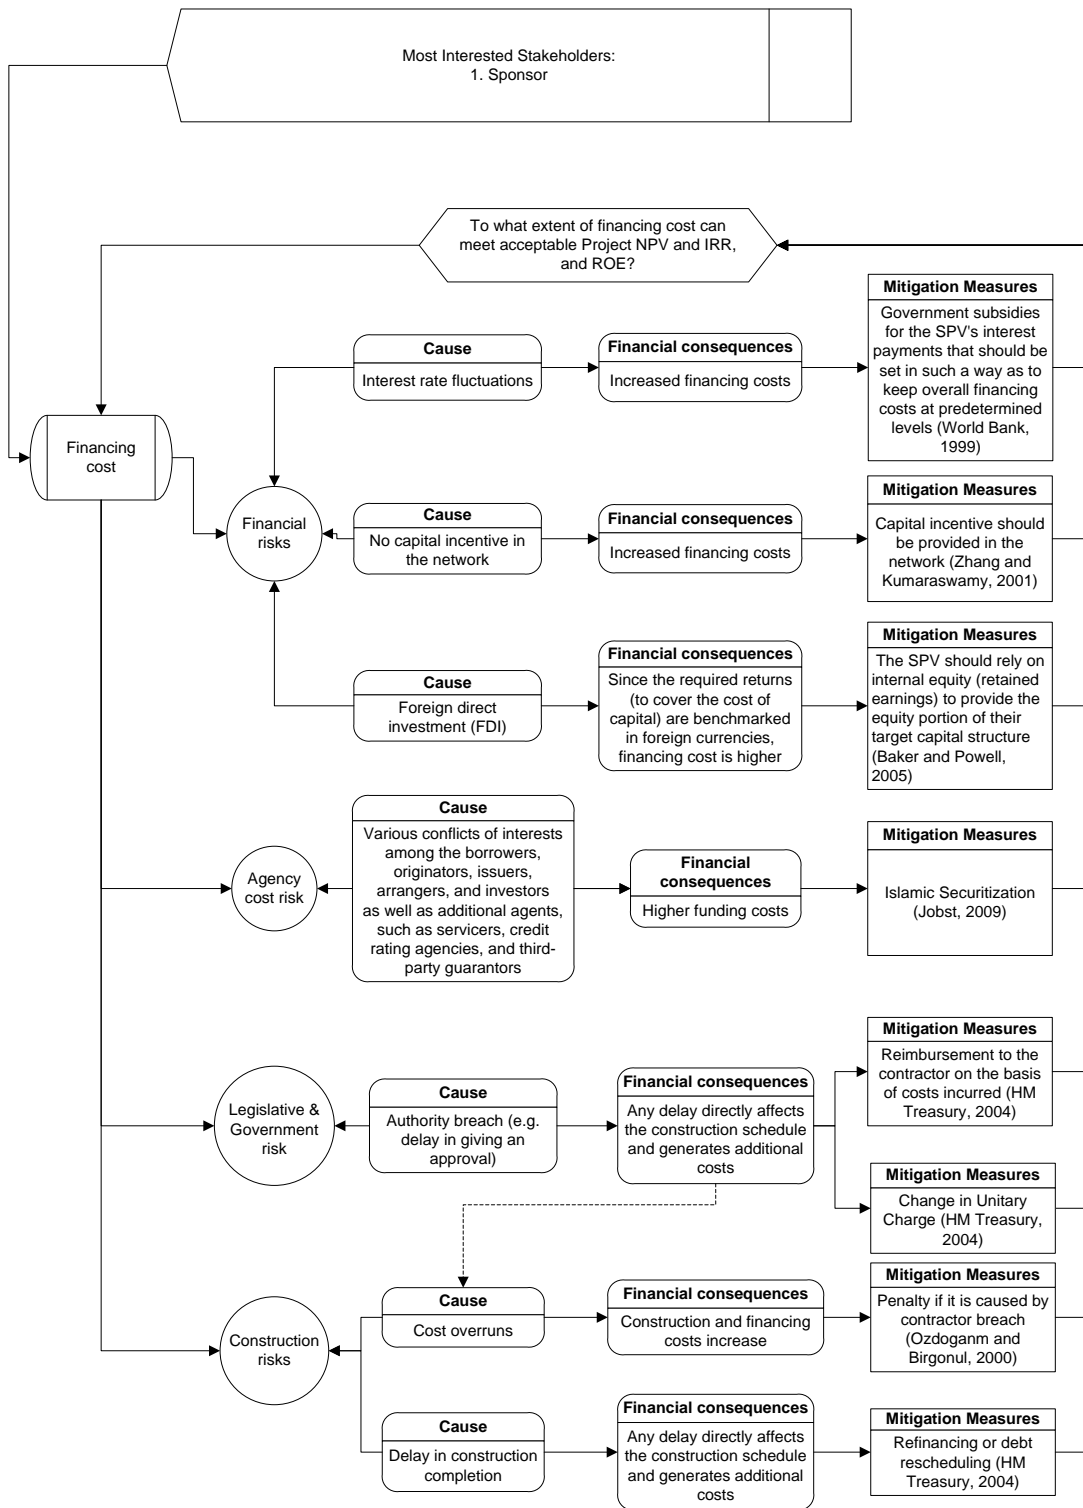 Most Interested Stakeholders:
1. Sponsor
To what extent of financing cost can
meet acceptable Project NPV and IRR,
and ROE?
Financing
cost
Financial
risks
Cause
Interest rate fluctuations
Financial consequences
Increased financing costs
Mitigation Measures
Government subsidies
for the SPV's interest
payments that should be
set in such a way as to
keep overall financing
costs at predetermined
levels (World Bank,
1999)
Cause
No capital incentive in
the network
Financial consequences
Increased financing costs
Mitigation Measures
Capital incentive should
be provided in the
network (Zhang and
Kumaraswamy, 2001)
Cause
Foreign direct
investment (FDI)
Financial consequences
Since the required returns
(to cover the cost of
capital) are benchmarked
in foreign currencies,
financing cost is higher
Mitigation Measures
The SPV should rely on
internal equity (retained
earnings) to provide the
equity portion of their
target capital structure
(Baker and Powell,
2005)
Agency
cost risk
Cause
Various conflicts of interests
among the borrowers,
originators, issuers,
arrangers, and investors
as well as additional agents,
such as servicers, credit
rating agencies, and third-
party guarantors
Financial
consequences
Higher funding costs
Mitigation Measures
Islamic Securitization
(Jobst, 2009)
Legislative &
Government
risk
Cause
Authority breach (e.g.
delay in giving an
approval)
Financial consequences
Any delay directly affects
the construction schedule
and generates additional
costs
Mitigation Measures
Reimbursement to the
contractor on the basis
of costs incurred (HM
Treasury, 2004)
Mitigation Measures
Change in Unitary
Charge (HM Treasury,
2004)
Construction
risks
Cause
Cost overruns
Financial consequences
Construction and financing
costs increase
Mitigation Measures
Penalty if it is caused by
contractor breach
(Ozdoganm and
Birgonul, 2000)
Cause
Delay in construction
completion
Financial consequences
Any delay directly affects
the construction schedule
and generates additional
costs
Mitigation Measures
Refinancing or debt
rescheduling (HM
Treasury, 2004)